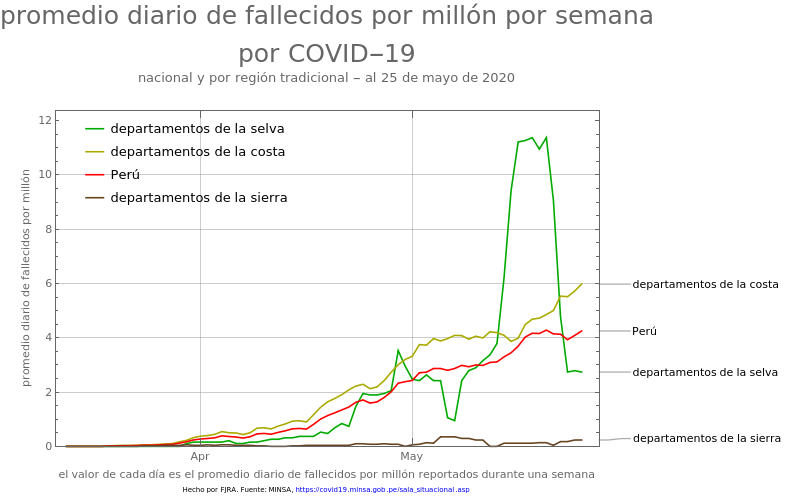 promedio diario de fallecidos por millón por semana
por COVID−19
nacional y por región tradicional − al 25 de mayo de 2020
departamentos de la selva
departamentos de la costa
Perú
departamentos de la sierra
promedio diario de fallecidos por millón
12
10
8
6
4
2
0
Apr
May
departamentos de la costa
Perú
departamentos de la selva
departamentos de la sierra
el valor de cada día es el promedio diario de fallecidos por millón reportados durante una semana
Hecho por FJRA. Fuente: MINSA, https://covid19.minsa.gob.pe/sala_situacional.asp